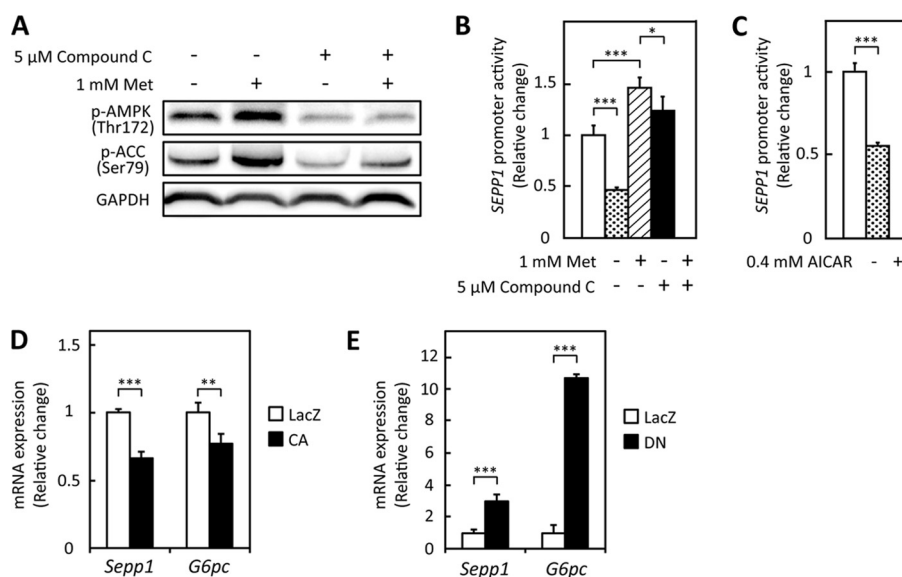 A
5 μM Compound C - - + +
1 mM Met - + - +
p-AMPK
(Thr172)
p-ACC
(Ser79)
GAPDH
B
SEPP1 promoter activity
(Relative change)
1.5
1
0.5
0
***
***
*
1 mM Met - + - +
5 μM Compound C - - + +
C
SEPP1 promoter activity
(Relative change)
1
0.5
0
***
0.4 mM AICAR - +
D
mRNA expression
(Relative change)
1.5
1
0.5
0
***
**
Sepp1 G6pc
LacZ
CA
E
mRNA expression
(Relative change)
12
10
8
6
4
2
0
***
***
Sepp1 G6pc
LacZ
DN